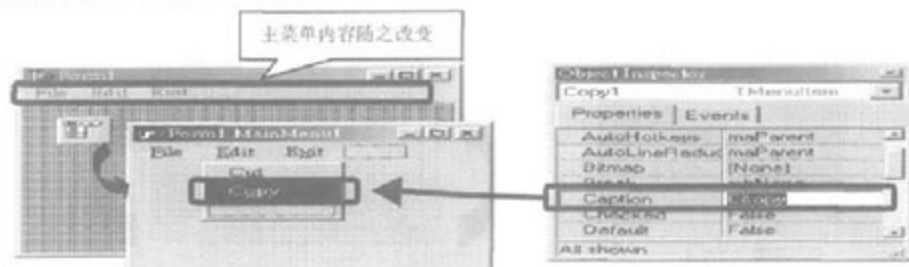 主菜单内容随之改变
Form1
File Edit Exit
Form1.MainMenu1
File Edit Exit
Cut
Copy
Object Inspector
Copy1 TMenuItem
Properties Events
AutoHotkeys maParent
AutoLineReduc maParent
Bitmap (None)
Break
Caption
Checked False
Default False
All shown